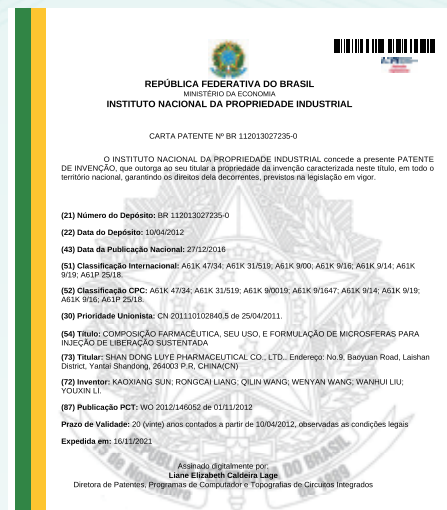 REPÚBLICA FEDERATIVA DO BRASIL
MINISTÉRIO DA ECONOMIA
INSTITUTO NACIONAL DA PROPRIEDADE INDUSTRIAL
CARTA PATENTE Nº BR 112013027235-0
O INSTITUTO NACIONAL DA PROPRIEDADE INDUSTRIAL concede a presente PATENTE
DE INVENÇÃO, que outorga ao seu titular a propriedade da invenção caracterizada neste título, em todo o
território nacional, garantindo os direitos dela decorrentes, previstos na legislação em vigor.
(21) Número do Depósito: BR 112013027235-0
(22) Data do Depósito: 10/04/2012
(43) Data da Publicação Nacional: 27/12/2016
(51) Classificação Internacional: A61K 47/34; A61K 31/519; A61K 9/00; A61K 9/16; A61K 9/14; A61K
9/19; A61P 25/18.
(52) Classificação CPC: A61K 47/34; A61K 31/519; A61K 9/0019; A61K 9/1647; A61K 9/14; A61K 9/19;
A61K 9/16; A61P 25/18.
(30) Prioridade Unionista: CN 201110102840.5 de 25/04/2011.
(54) Título: COMPOSIÇÃO FARMACÊUTICA, SEU USO, E FORMULAÇÃO DE MICROSFERAS PARA
INJEÇÃO DE LIBERAÇÃO SUSTENTADA
(73) Titular: SHAN DONG LUYE PHARMACEUTICAL CO., LTD.. Endereço: No.9, Baoyuan Road, Laishan
District, Yantai Shandong, 264003 P.R, CHINA(CN)
(72) Inventor: KAOXIANG SUN; RONGCAI LIANG; QILIN WANG; WENYAN WANG; WANHUI LIU;
YOUXIN LI.
(87) Publicação PCT: WO 2012/146052 de 01/11/2012
Prazo de Validade: 20 (vinte) anos contados a partir de 10/04/2012, observadas as condições legais
Expedida em: 16/11/2021
Assinado digitalmente por:
Liane Elizabeth Caldeira Lage
Diretora de Patentes, Programas de Computador e Topografias de Circuitos Integrados